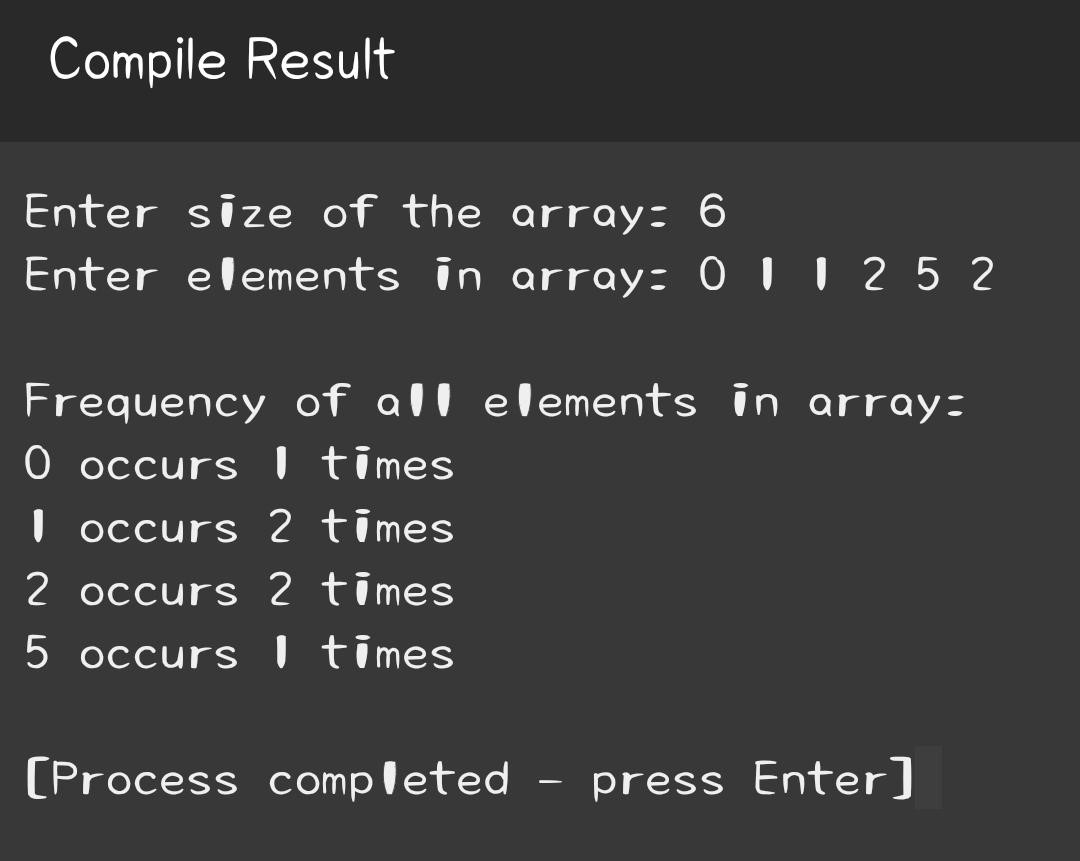 Compile Result
Enter size of the array: 6
Enter elements in array: 0 1 1 2 5 2
Frequency of all elements in array:
0 occurs 1 times
1 occurs 2 times
2 occurs 2 times
5 occurs 1 times
[Process completed - press Enter]